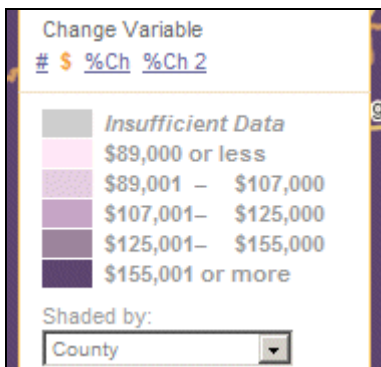 Change Variable
# $ %Ch %Ch 2
Insufficient Data
$89,000 or less
$89,001 – $107,000
$107,001– $125,000
$125,001– $155,000
$155,001 or more
Shaded by:
County
9